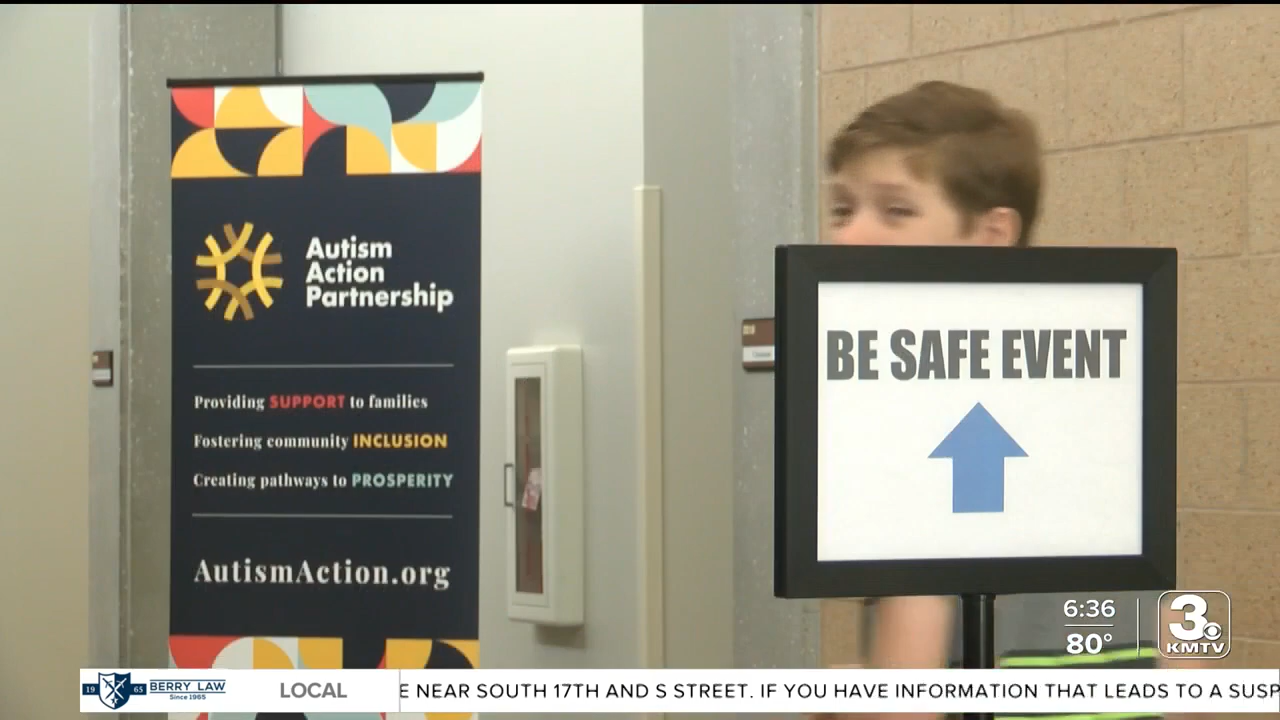 Autism
Action
Partnership
Providing SUPPORT to families
Fostering community INCLUSION
Creating pathways to PROSPERITY
AutismAction.org
BE SAFE EVENT
6:36
80°
3
KMTV
19 65 BERRY LAW
Since 1965
LOCAL
E NEAR SOUTH 17TH AND S STREET. IF YOU HAVE INFORMATION THAT LEADS TO A SUSP